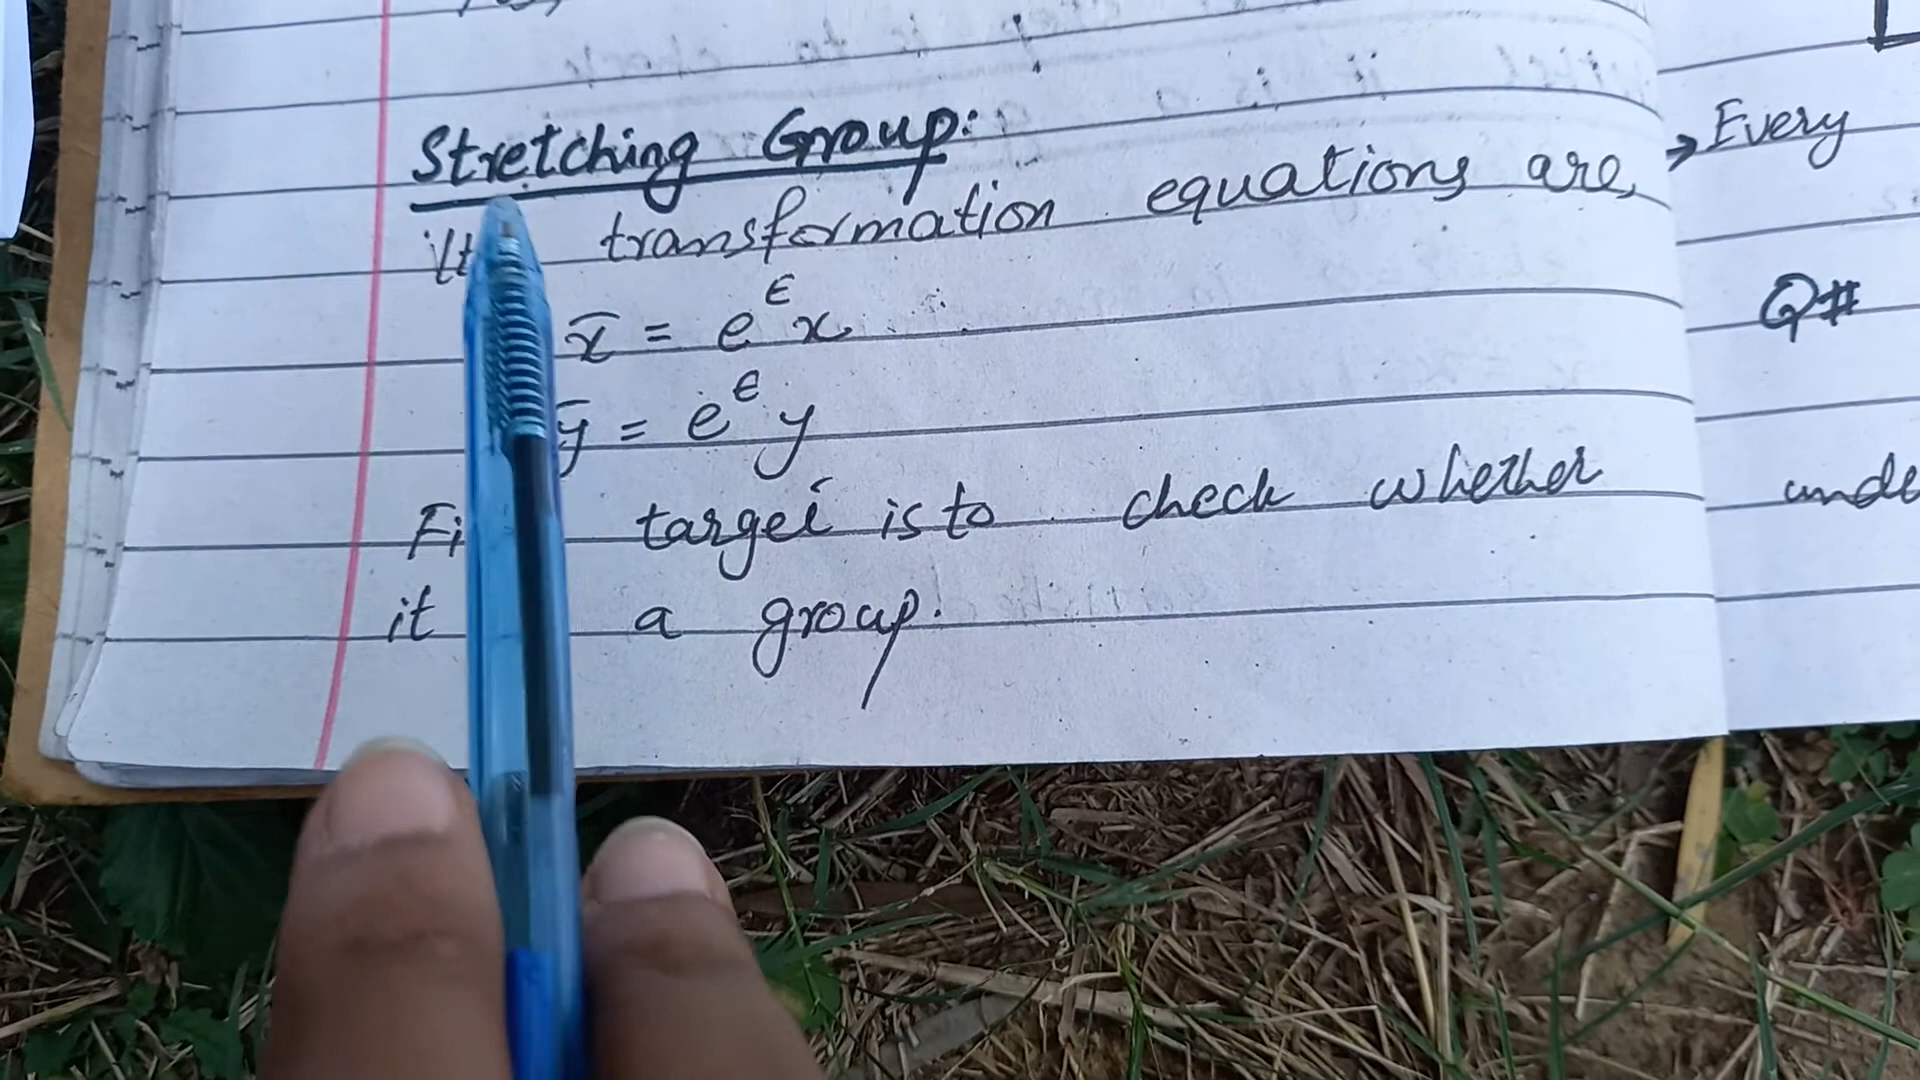 Stretching Group:
transformation equations are,
x̄ = e^ϵ x
ȳ = e^ϵ y
target is to check whether
it a group.
→ Every
Q#